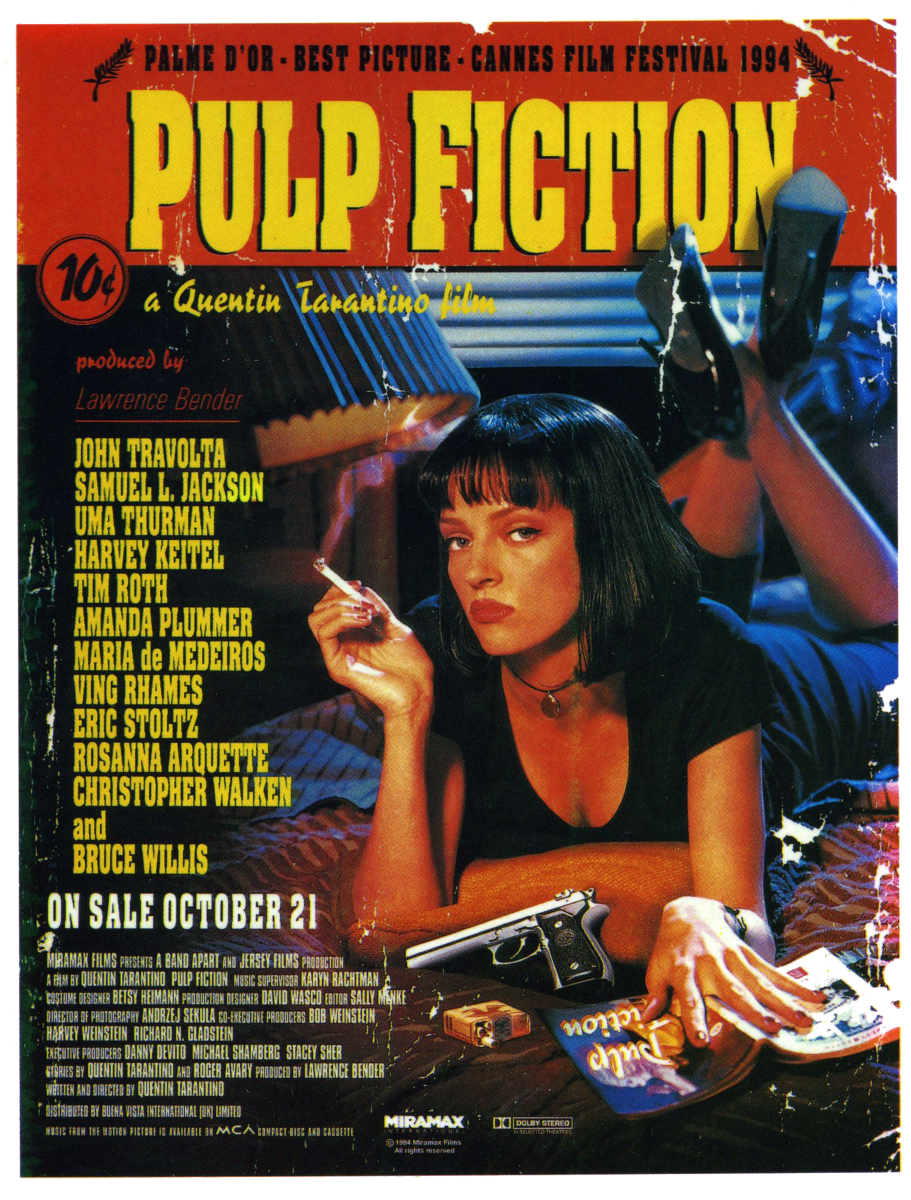 PALME D'OR - BEST PICTURE - CANNES FILM FESTIVAL 1994
PULP FICTION
10¢
a Quentin Tarantino film
produced by
Lawrence Bender
JOHN TRAVOLTA
SAMUEL L. JACKSON
UMA THURMAN
HARVEY KEITEL
TIM ROTH
AMANDA PLUMMER
MARIA de MEDEIROS
VING RHAMES
ERIC STOLTZ
ROSANNA ARQUETTE
CHRISTOPHER WALKEN
and
BRUCE WILLIS
ON SALE OCTOBER 21
MIRAMAX FILMS PRESENTS A BAND APART AND JERSEY FILMS PRODUCTION
A FILM BY QUENTIN TARANTINO PULP FICTION MUSIC SUPERVISOR KARYN RACHTMAN
COSTUME DESIGNER BETSY HEIMANN PRODUCTION DESIGNER DAVID WASCO EDITOR SALLY MENKE
DIRECTOR OF PHOTOGRAPHY ANDRZEJ SEKULA CO-EXECUTIVE PRODUCERS BOB WEINSTEIN
HARVEY WEINSTEIN RICHARD N. GLADSTEIN
EXECUTIVE PRODUCERS DANNY DEVITO MICHAEL SHAMBERG STACEY SHER
STORIES BY QUENTIN TARANTINO AND ROGER AVARY PRODUCED BY LAWRENCE BENDER
WRITTEN AND DIRECTED BY QUENTIN TARANTINO
DISTRIBUTED BY BUENA VISTA INTERNATIONAL (UK) LIMITED
MUSIC FROM THE MOTION PICTURE IS AVAILABLE ON MCA COMPACT DISC AND CASSETTE
MIRAMAX
INTERNATIONAL
© 1994 Miramax Films
All rights reserved
DOLBY STEREO
IN SELECTED THEATRES
Pulp
Fiction